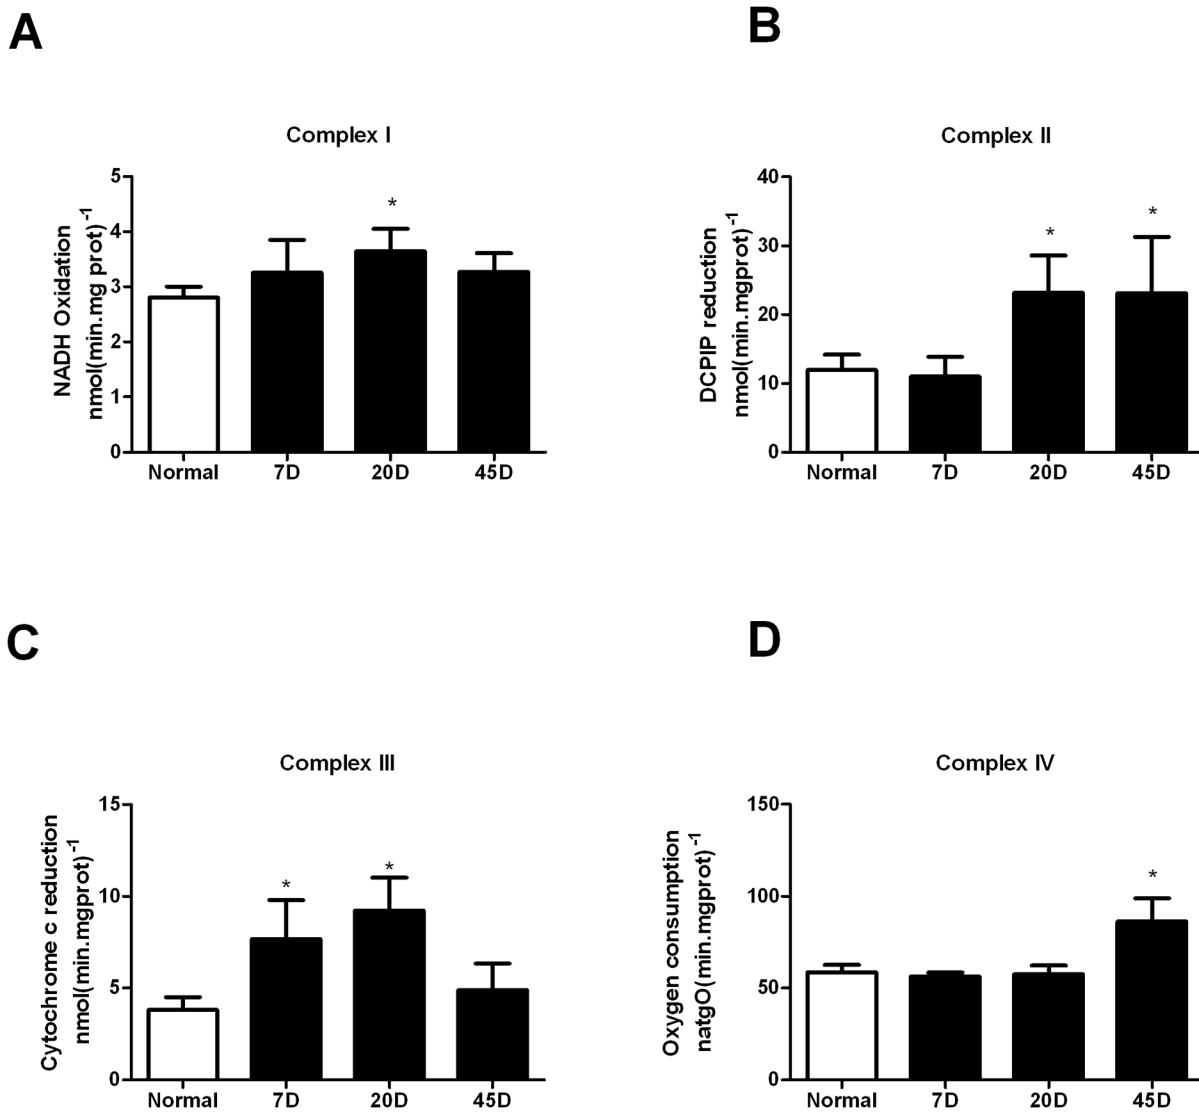 A
Complex I
NADH Oxidation
nmol(min.mg prot)-1
5
4
3
2
1
0
*
Normal 7D 20D 45D
B
Complex II
DCPIP reduction
nmol(min.mgprot)-1
40
30
20
10
0
* *
Normal 7D 20D 45D
C
Complex III
Cytochrome c reduction
nmol(min.mgprot)-1
15
10
5
0
* *
Normal 7D 20D 45D
D
Complex IV
Oxygen consumption
natgO(min.mgprot)-1
150
100
50
0
*
Normal 7D 20D 45D